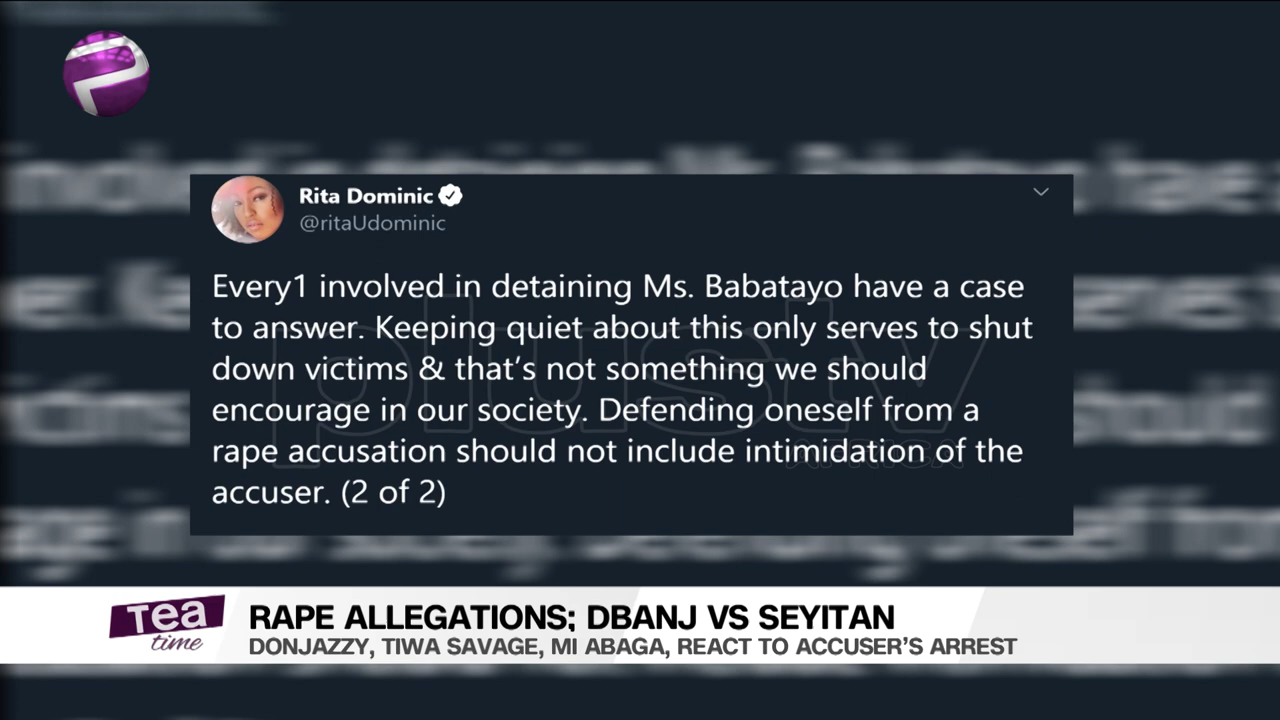 Rita Dominic
@ritaUdominic
Every1 involved in detaining Ms. Babatayo have a case
to answer. Keeping quiet about this only serves to shut
down victims & that’s not something we should
encourage in our society. Defending oneself from a
rape accusation should not include intimidation of the
accuser. (2 of 2)
plustv
AFRICA
Tea
time
RAPE ALLEGATIONS; DBANJ VS SEYITAN
DONJAZZY, TIWA SAVAGE, MI ABAGA, REACT TO ACCUSER'S ARREST